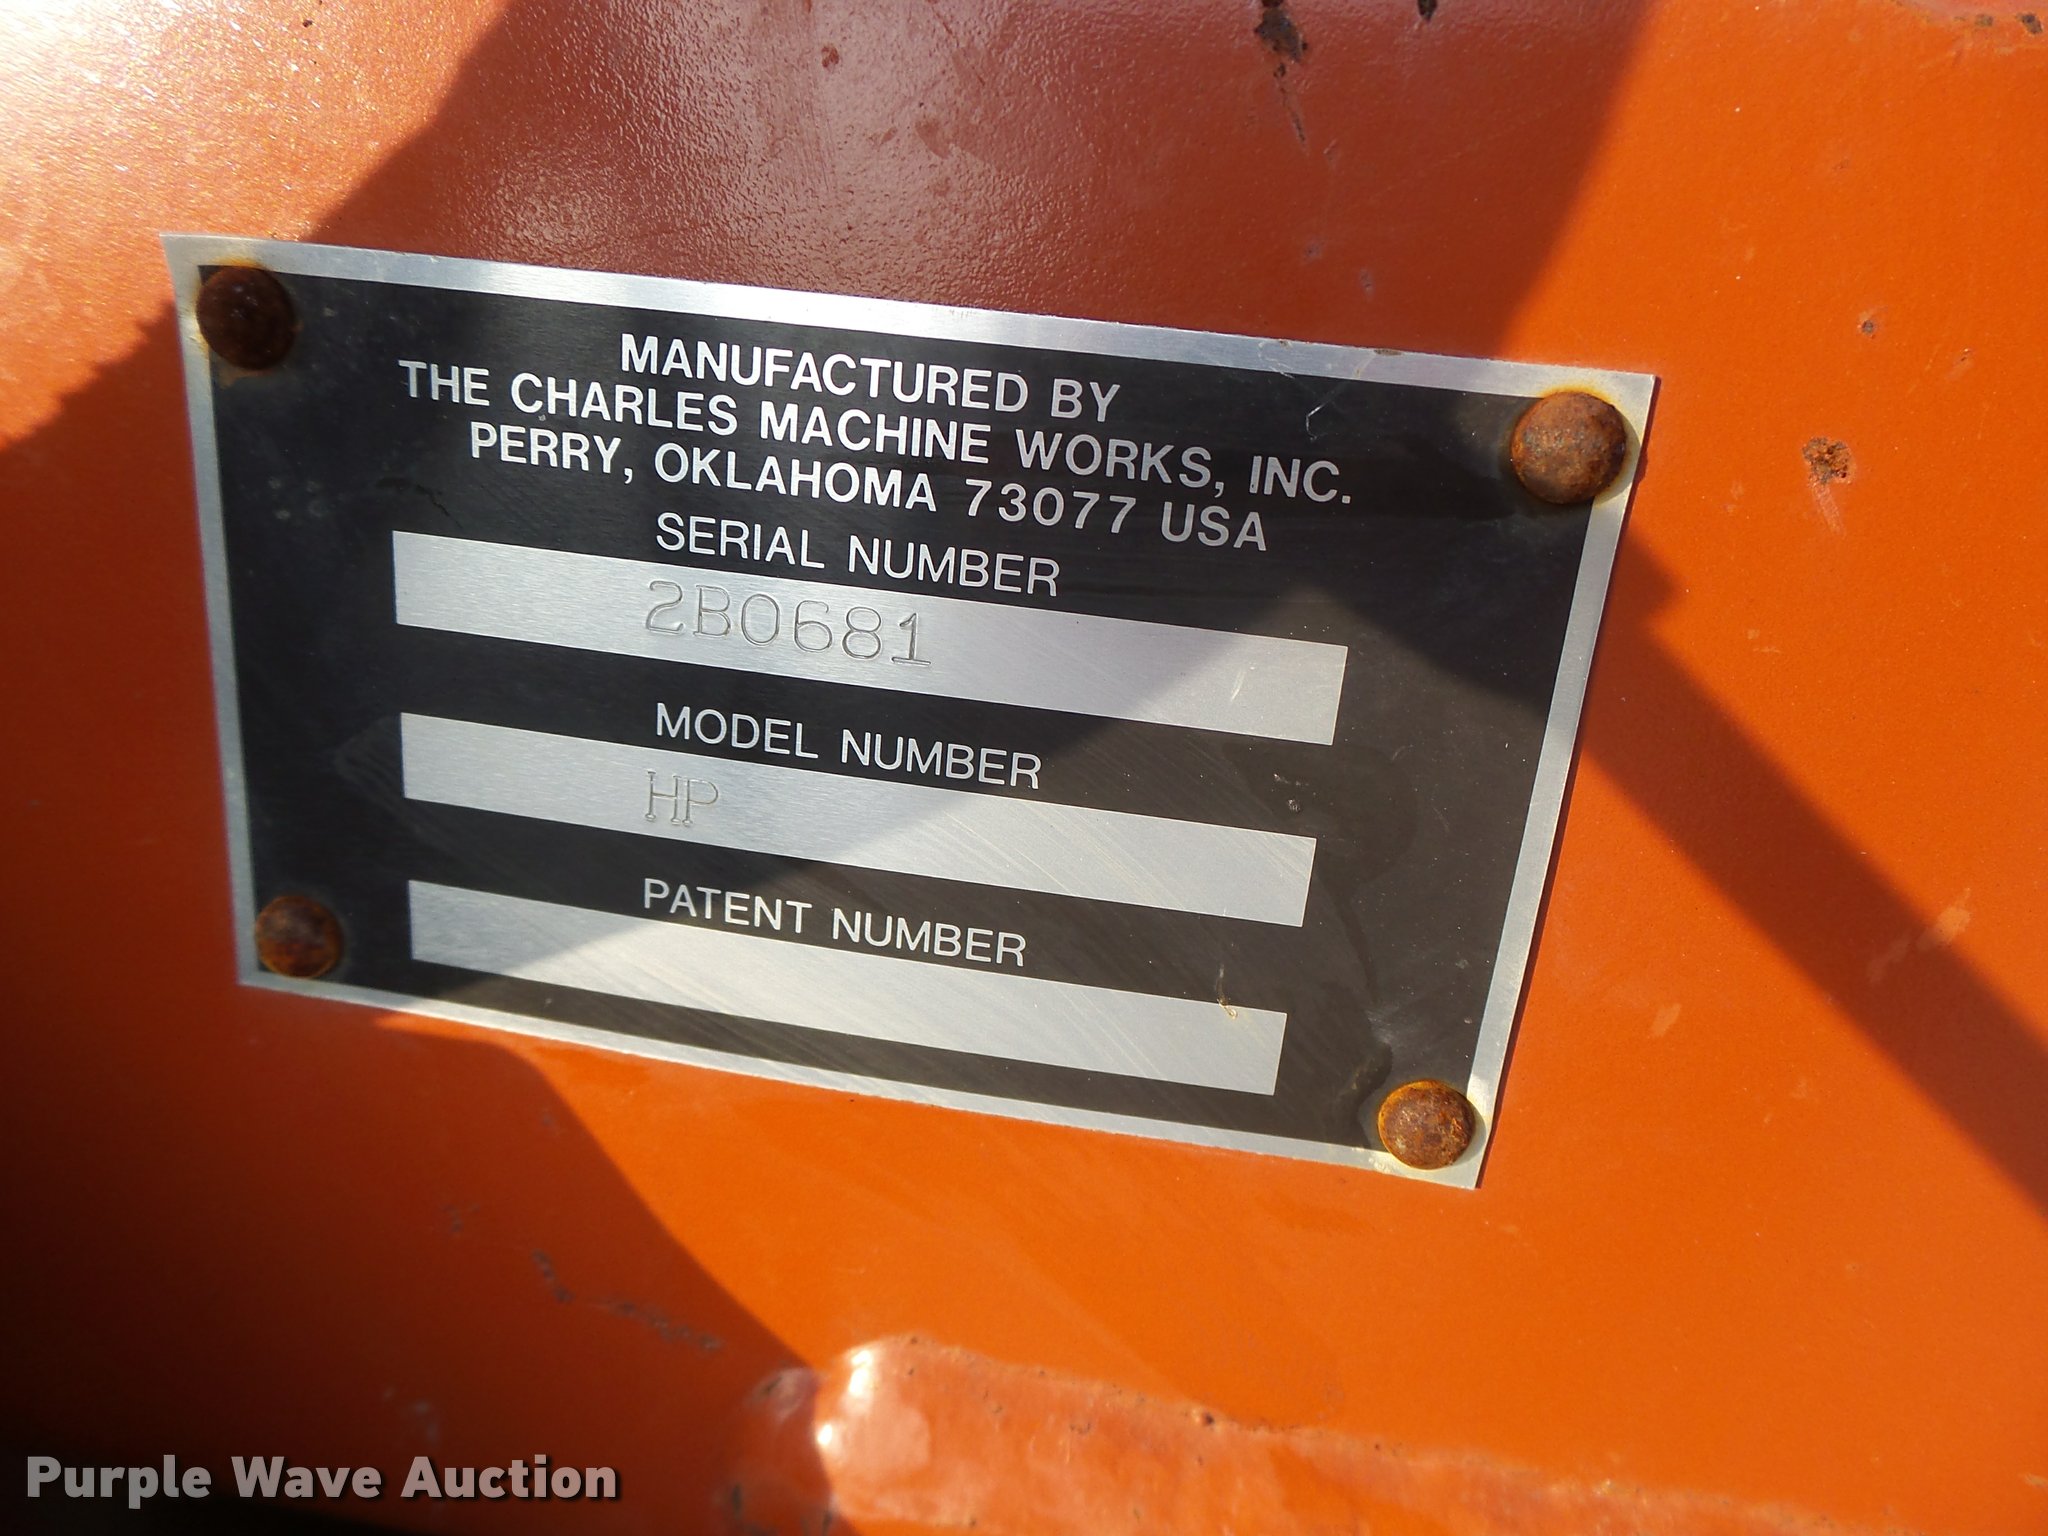 MANUFACTURED BY
THE CHARLES MACHINE WORKS, INC.
PERRY, OKLAHOMA 73077 USA
SERIAL NUMBER
2B0681
MODEL NUMBER
HP
PATENT NUMBER
Purple Wave Auction